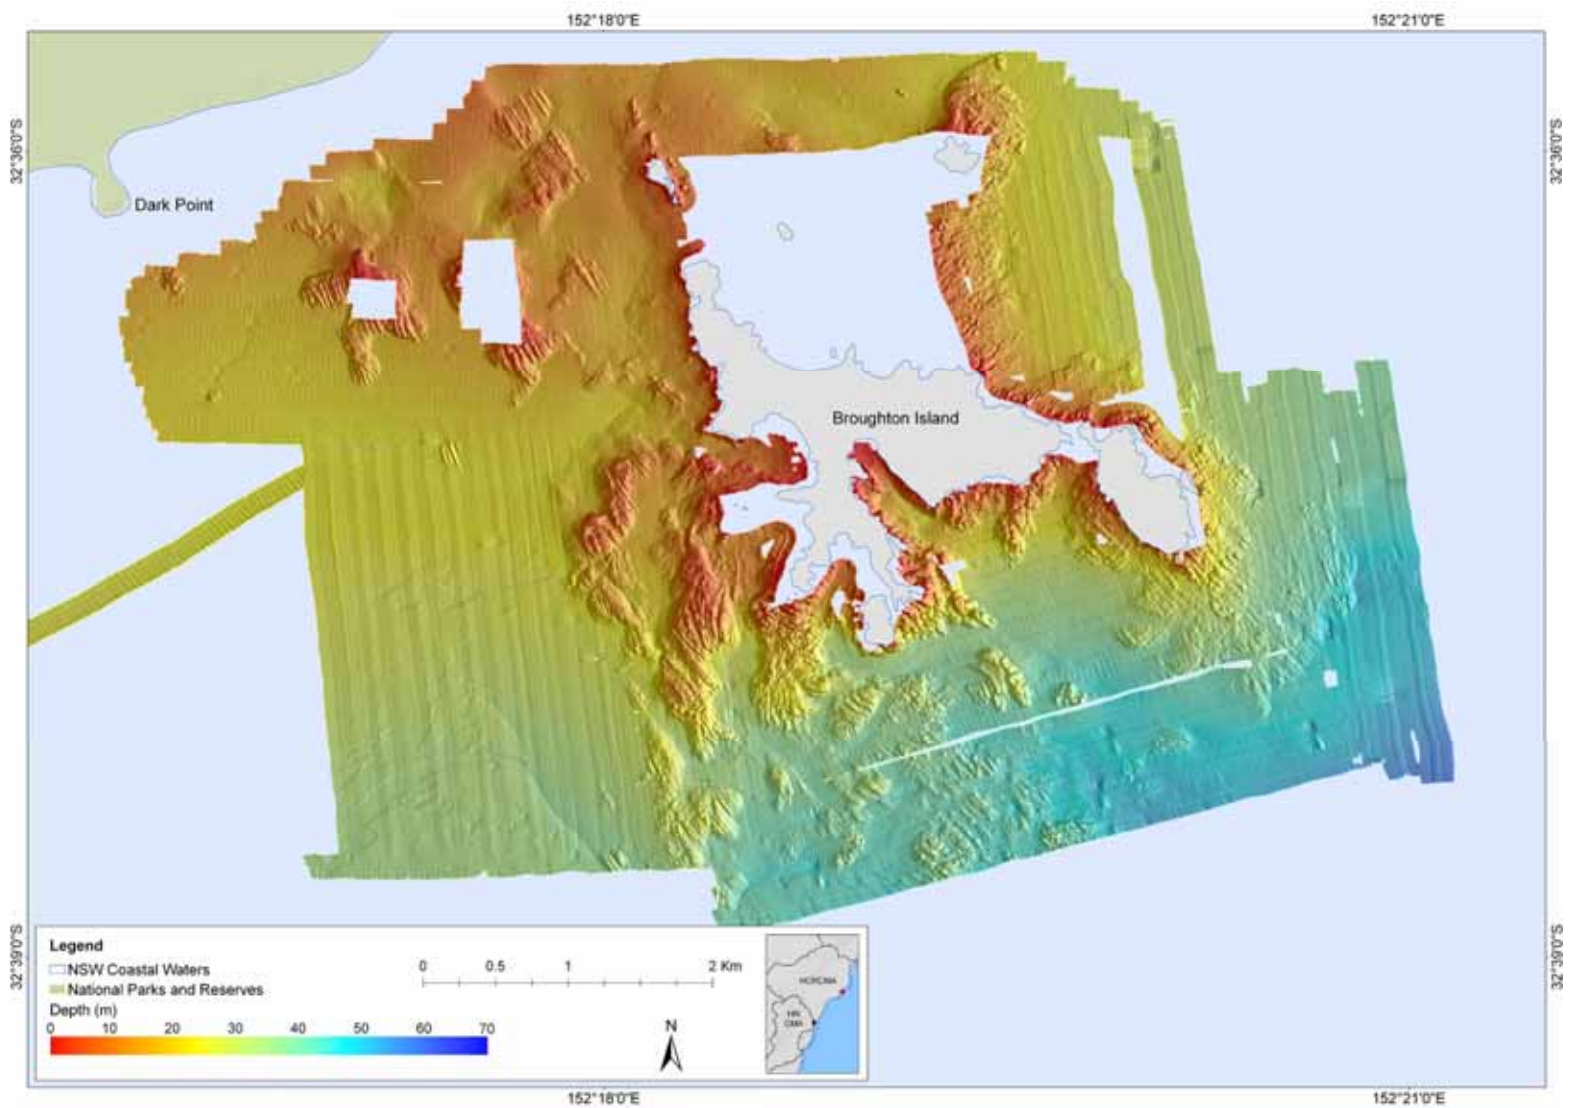 152°18'0"E
152°21'0"E
32°36'0"S
32°36'0"S
Dark Point
Broughton Island
32°39'0"S
32°39'0"S
Legend
NSW Coastal Waters
National Parks and Reserves
Depth (m)
0 10 20 30 40 50 60 70
0 0.5 1 2 Km
N
CMA
152°18'0"E
152°21'0"E